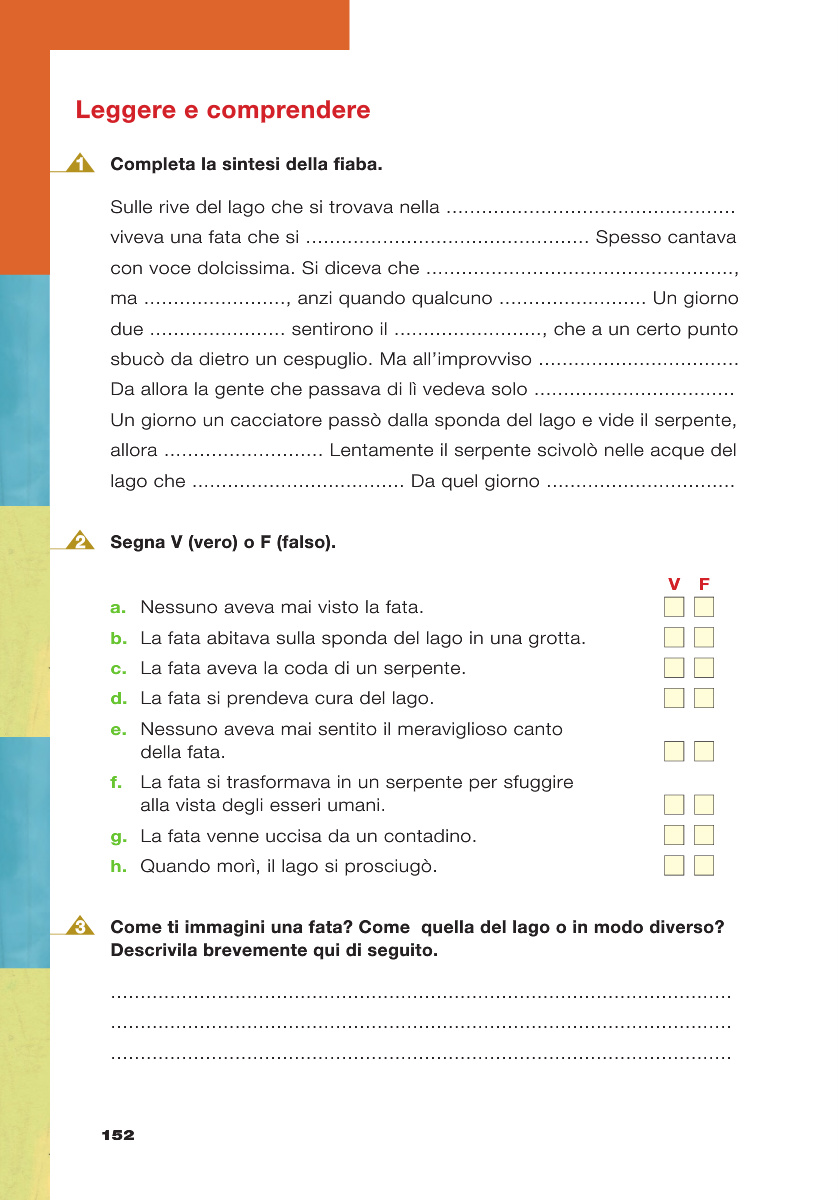 Leggere e comprendere
1 Completa la sintesi della fiaba.
Sulle rive del lago che si trovava nella .................................................
viveva una fata che si ................................................ Spesso cantava
con voce dolcissima. Si diceva che ....................................................,
ma ........................, anzi quando qualcuno ......................... Un giorno
due ....................... sentirono il ........................., che a un certo punto
sbucò da dietro un cespuglio. Ma all’improvviso ..................................
Da allora la gente che passava di lì vedeva solo ..................................
Un giorno un cacciatore passò dalla sponda del lago e vide il serpente,
allora ........................... Lentamente il serpente scivolò nelle acque del
lago che .................................... Da quel giorno ................................
2 Segna V (vero) o F (falso).
V F
a. Nessuno aveva mai visto la fata.
b. La fata abitava sulla sponda del lago in una grotta.
c. La fata aveva la coda di un serpente.
d. La fata si prendeva cura del lago.
e. Nessuno aveva mai sentito il meraviglioso canto
della fata.
f. La fata si trasformava in un serpente per sfuggire
alla vista degli esseri umani.
g. La fata venne uccisa da un contadino.
h. Quando morì, il lago si prosciugò.
3 Come ti immagini una fata? Come quella del lago o in modo diverso?
Descrivila brevemente qui di seguito.
.........................................................................................................
.........................................................................................................
.........................................................................................................
152